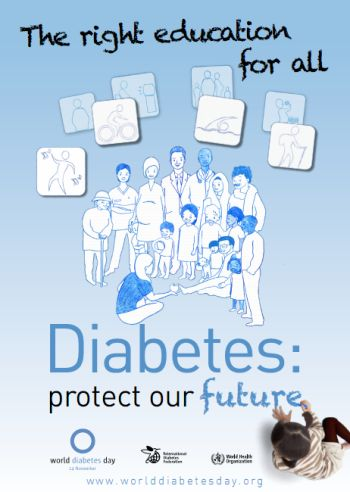 The right education
for all
Diabetes:
protect our future
world diabetes day
14 November
International
Diabetes
Federation
World Health
Organization
www.worlddiabetesday.org